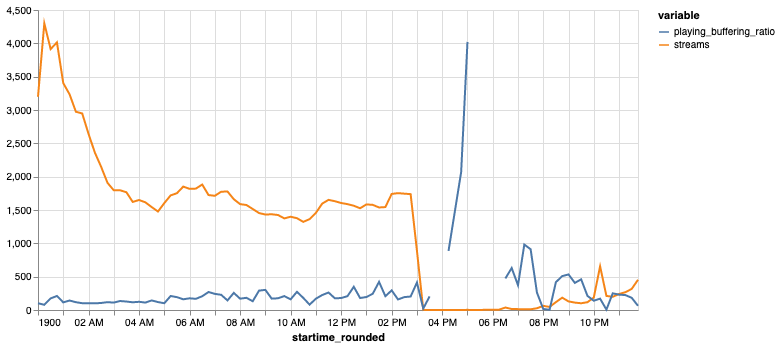 4,500
4,000
3,500
3,000
2,500
2,000
1,500
1,000
500
0
1900 02 AM 04 AM 06 AM 08 AM 10 AM 12 PM 02 PM 04 PM 06 PM 08 PM 10 PM
startime_rounded
variable
playing_buffering_ratio
streams